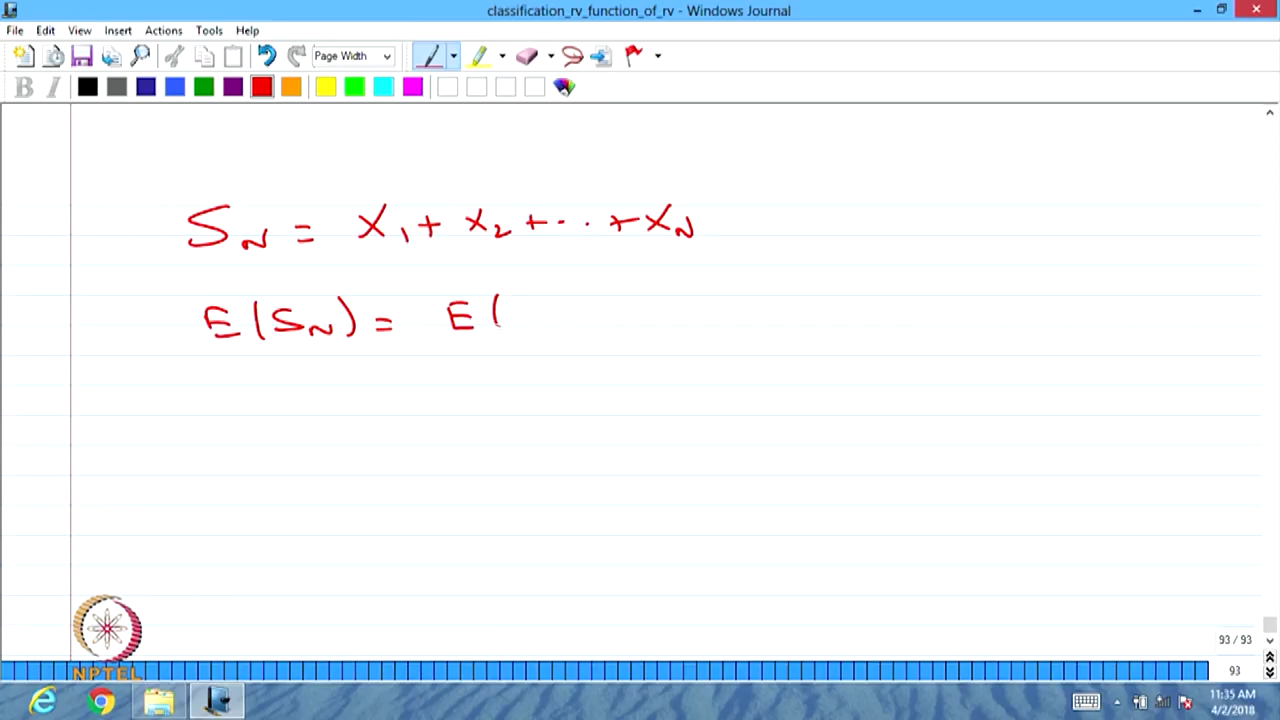 classification_rv_function_of_rv - Windows Journal
File Edit View Insert Actions Tools Help
Page Width
B I
S_N = X_1 + X_2 + ... + X_N
E(S_N) = E(
93 / 93
93
NPTEL
11:35 AM
4/2/2018